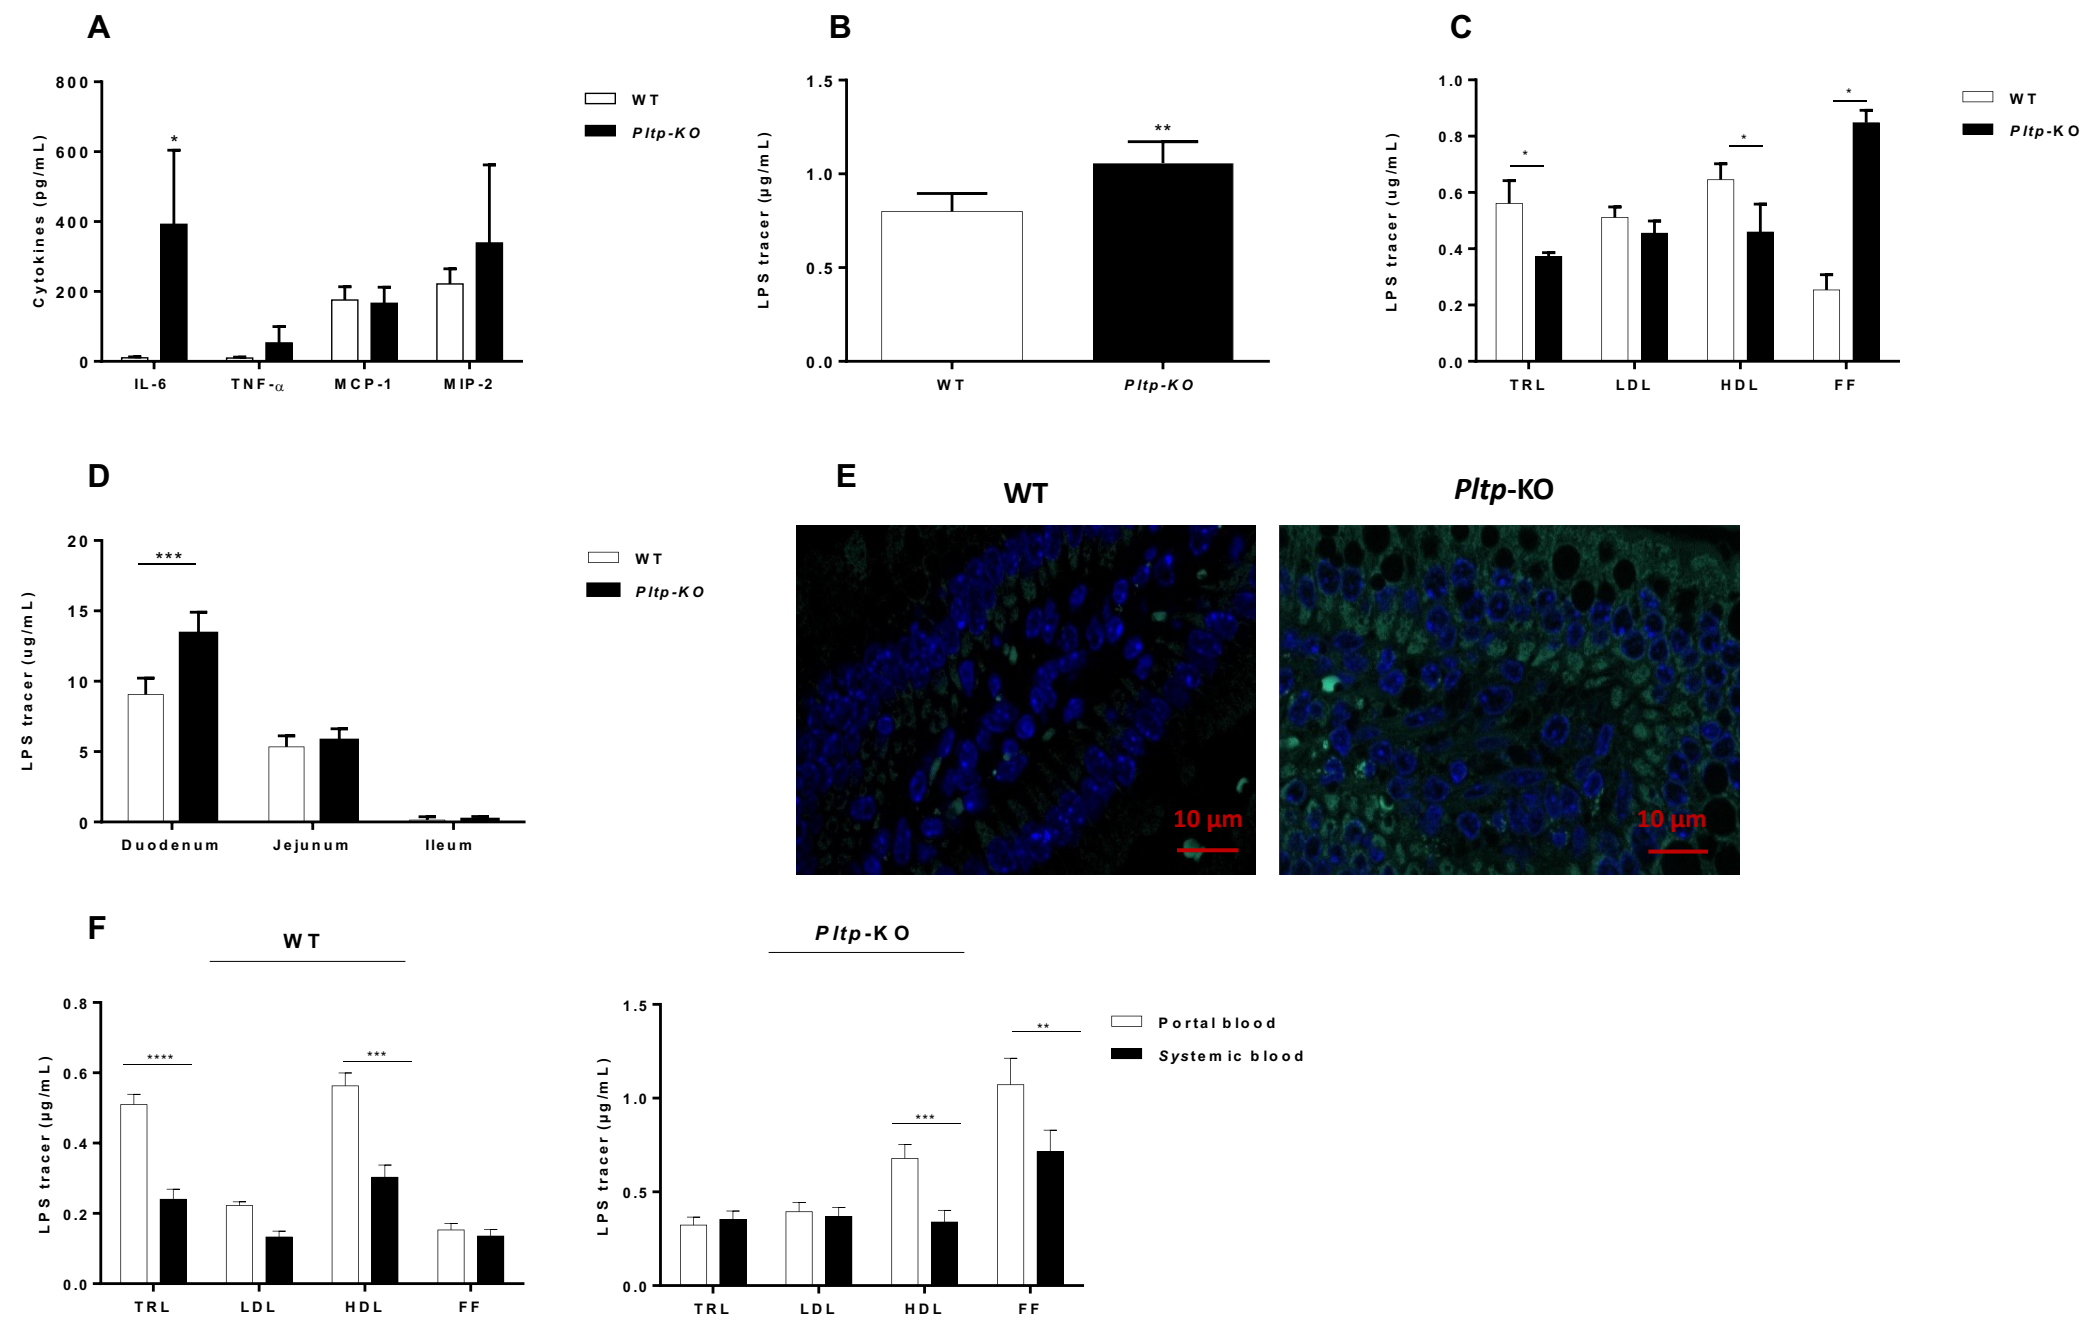 A
Cytokines (pg/mL)
800
600
400
200
0
*
IL-6 TNF-α MCP-1 MIP-2
WT
Pltp-KO
B
LPS tracer (µg/mL)
1.5
1.0
0.5
0.0
**
WT Pltp-KO
C
LPS tracer (ug/mL)
1.0
0.8
0.6
0.4
0.2
0.0
* * *
TRL LDL HDL FF
WT
Pltp-KO
D
LPS tracer (ug/mL)
20
15
10
5
0
***
Duodenum Jejunum Ileum
WT
Pltp-KO
E
WT
Pltp-KO
10 µm
10 µm
F
WT
LPS tracer (µg/mL)
0.8
0.6
0.4
0.2
0.0
**** ***
TRL LDL HDL FF
Pltp-KO
LPS tracer (µg/mL)
1.5
1.0
0.5
0.0
*** **
TRL LDL HDL FF
Portal blood
Systemic blood